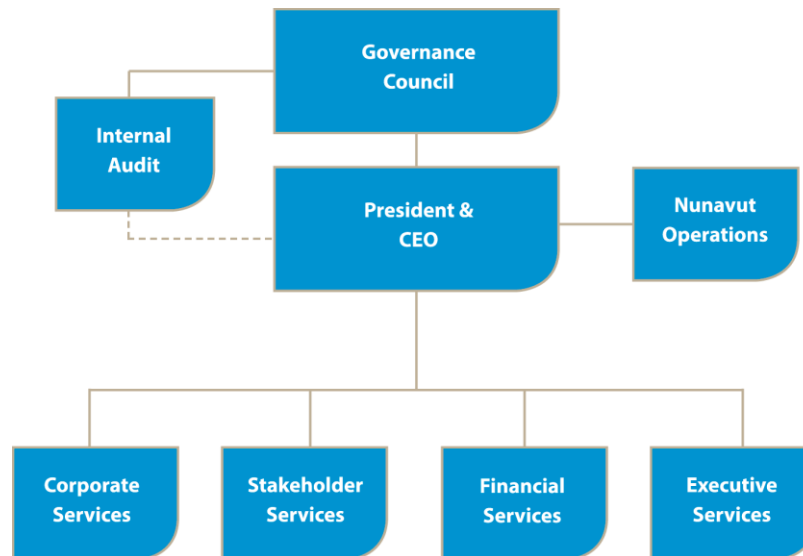 Governance
Council
Internal
Audit
President &
CEO
Nunavut
Operations
Corporate
Services
Stakeholder
Services
Financial
Services
Executive
Services